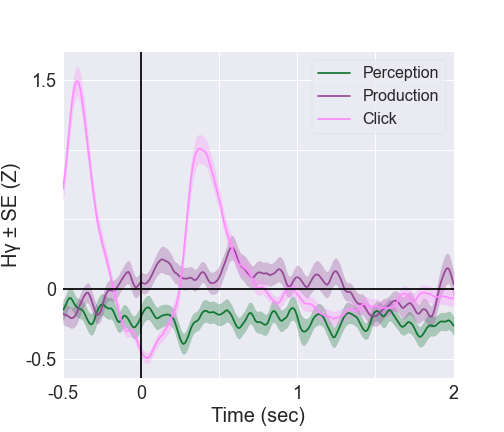 Perception
Production
Click
1.5
0
-0.5
Hγ ± SE (Z)
-0.5 0 1 2
Time (sec)